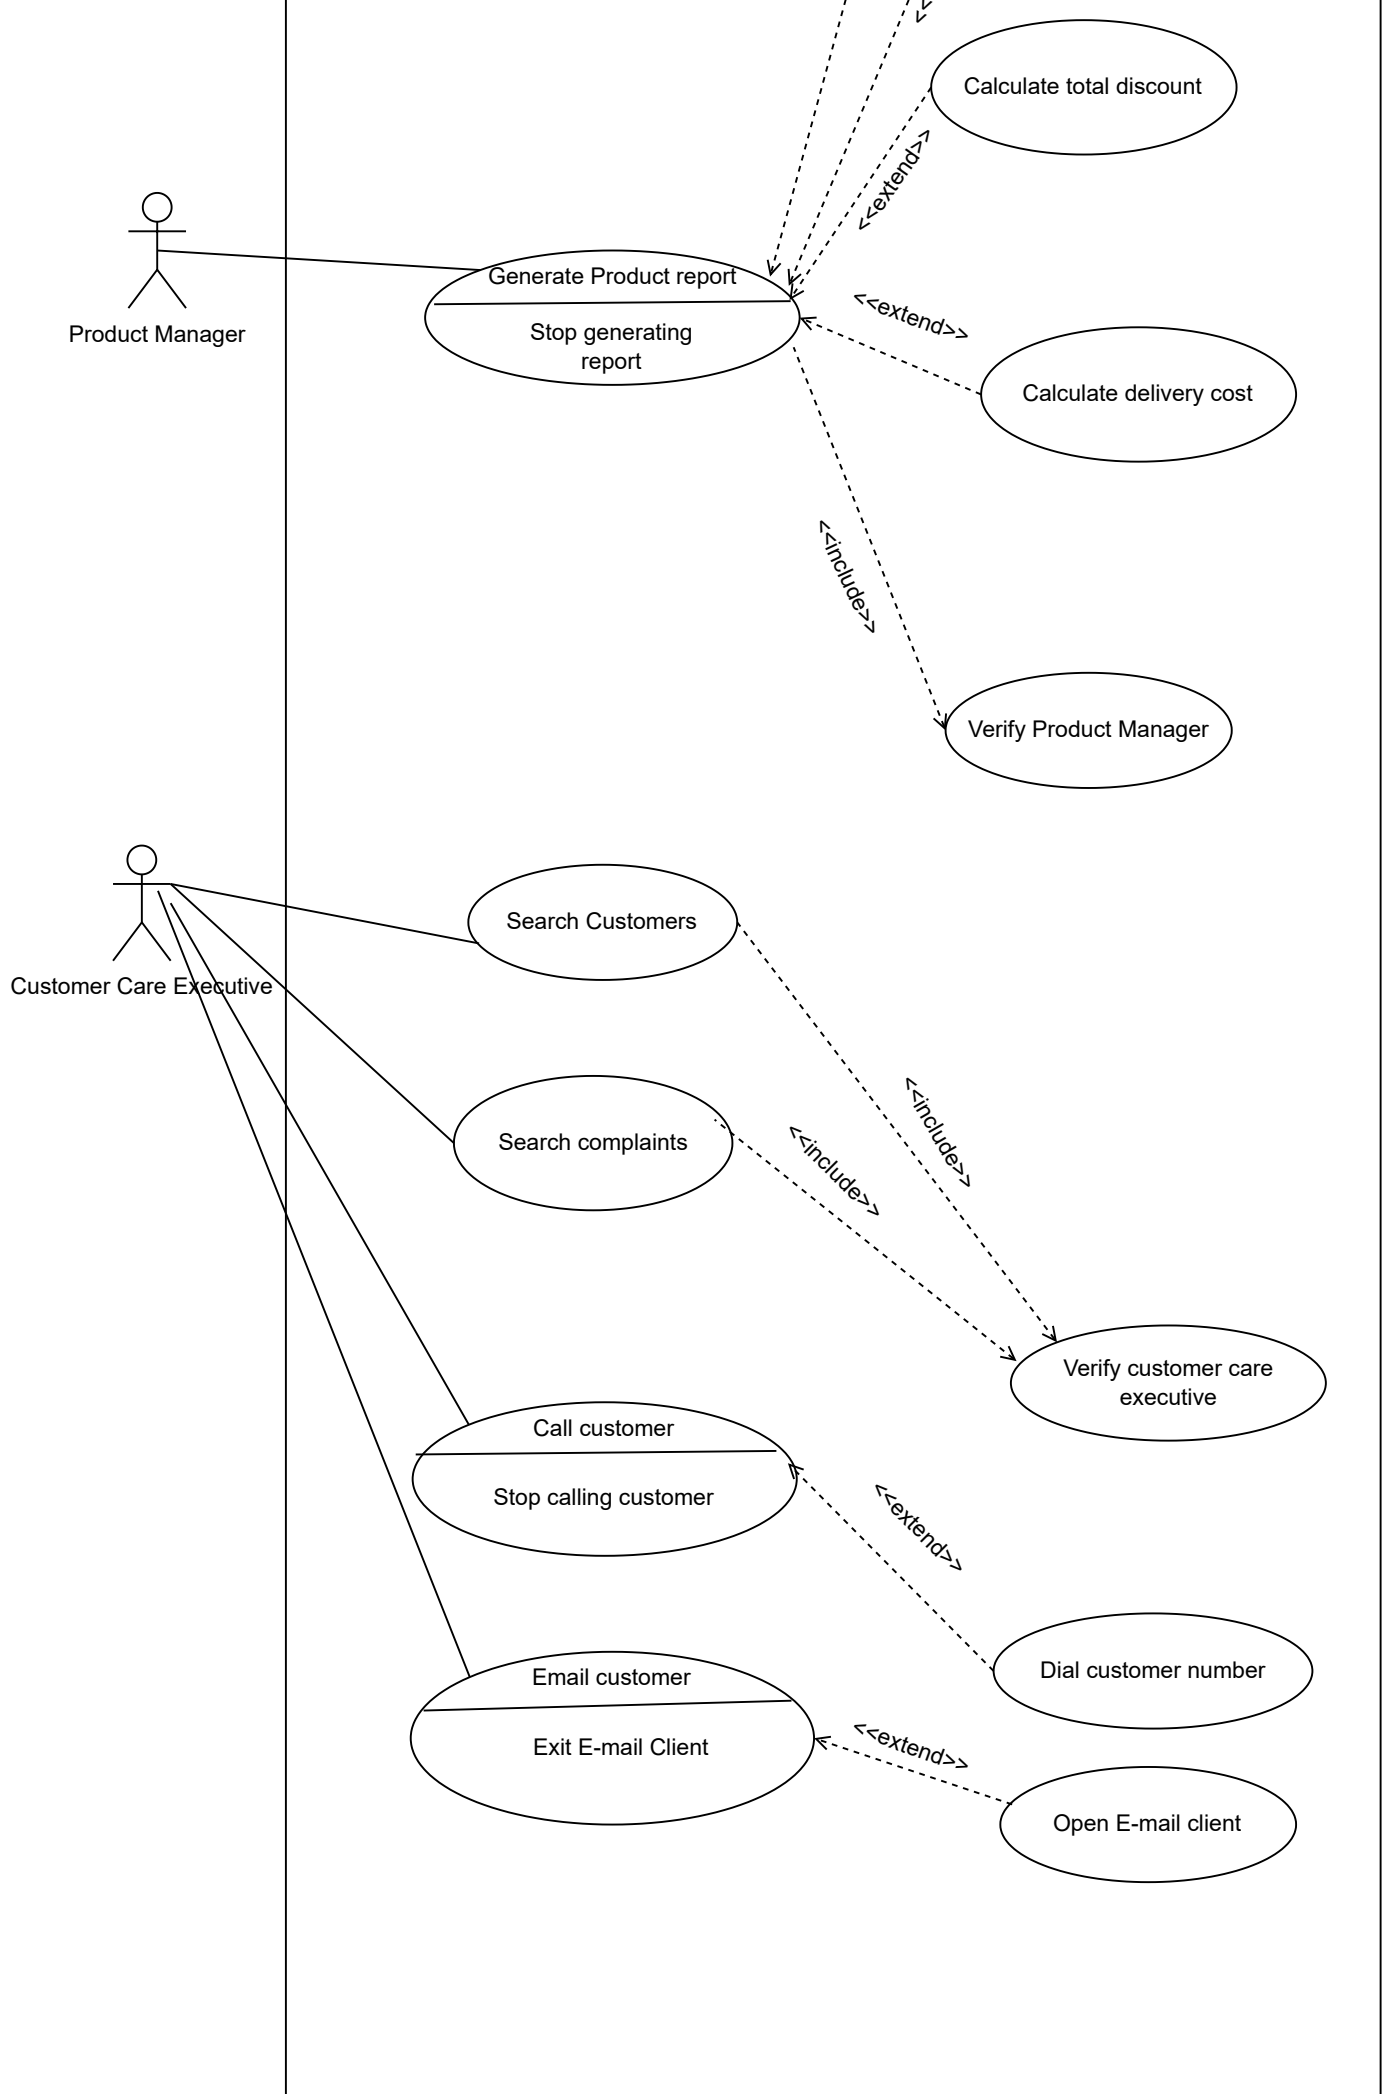 Calculate total discount
<<extend>>
Product Manager
Generate Product report
Stop generating
report
<<extend>>
Calculate delivery cost
<<include>>
Verify Product Manager
Customer Care Executive
Search Customers
Search complaints
<<include>>
<<include>>
Verify customer care
executive
Call customer
Stop calling customer
<<extend>>
Dial customer number
Email customer
Exit E-mail Client
<<extend>>
Open E-mail client